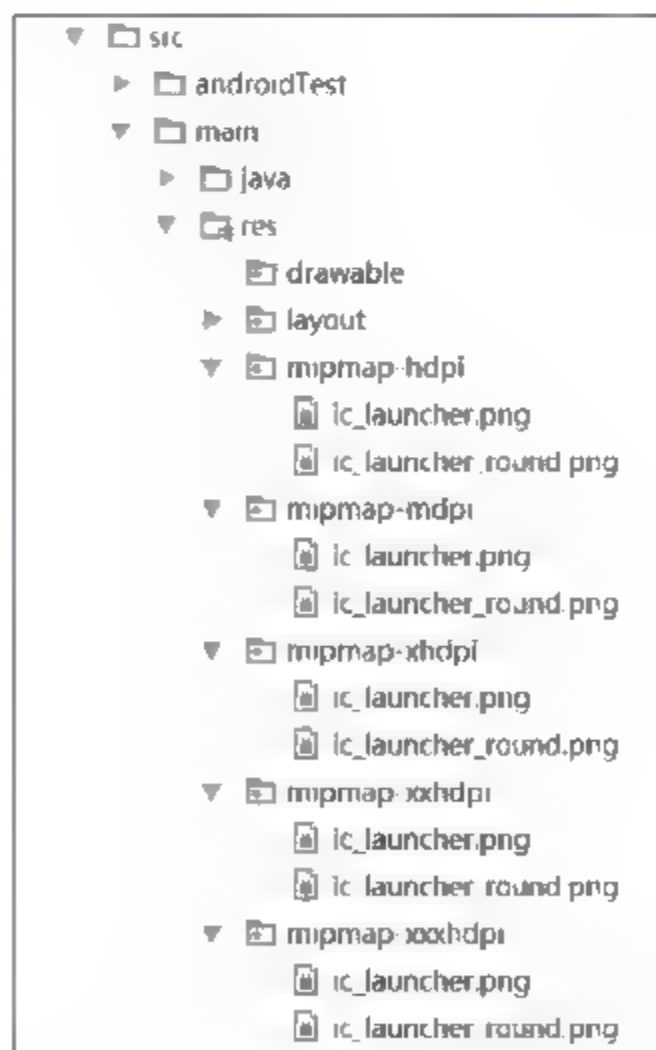 src
androidTest
main
java
res
drawable
layout
mipmap-hdpi
ic_launcher.png
ic_launcher_round.png
mipmap-mdpi
ic_launcher.png
ic_launcher_round.png
mipmap-xhdpi
ic_launcher.png
ic_launcher_round.png
mipmap-xxhdpi
ic_launcher.png
ic_launcher_round.png
mipmap-xxxhdpi
ic_launcher.png
ic_launcher_round.png